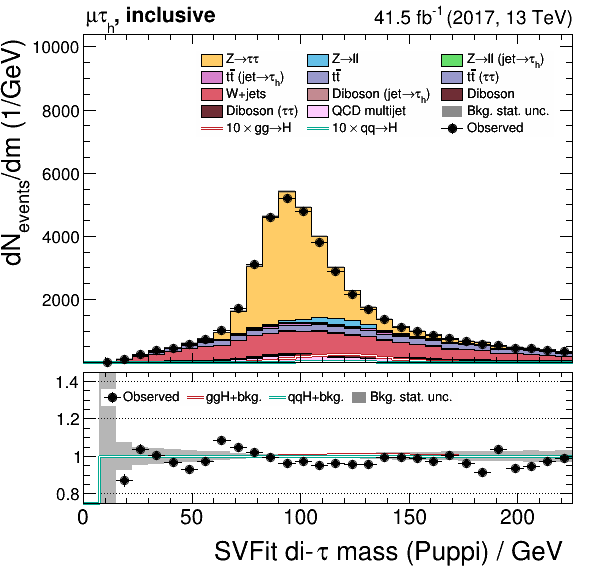 μτh, inclusive 41.5 fb-1 (2017, 13 TeV)
dNevents/dm (1/GeV)
10000
8000
6000
4000
2000
Z→ττ Z→ll Z→ll (jet→τh)
tt̄ (jet→τh) tt̄ tt̄ (ττ)
W+jets Diboson (jet→τh) Diboson
Diboson (ττ) QCD multijet Bkg. stat. unc.
10 × gg→H 10 × qq→H Observed
1.4
1.2
1
0.8
Observed ggH+bkg. qqH+bkg. Bkg. stat. unc.
0 50 100 150 200
SVFit di-τ mass (Puppi) / GeV